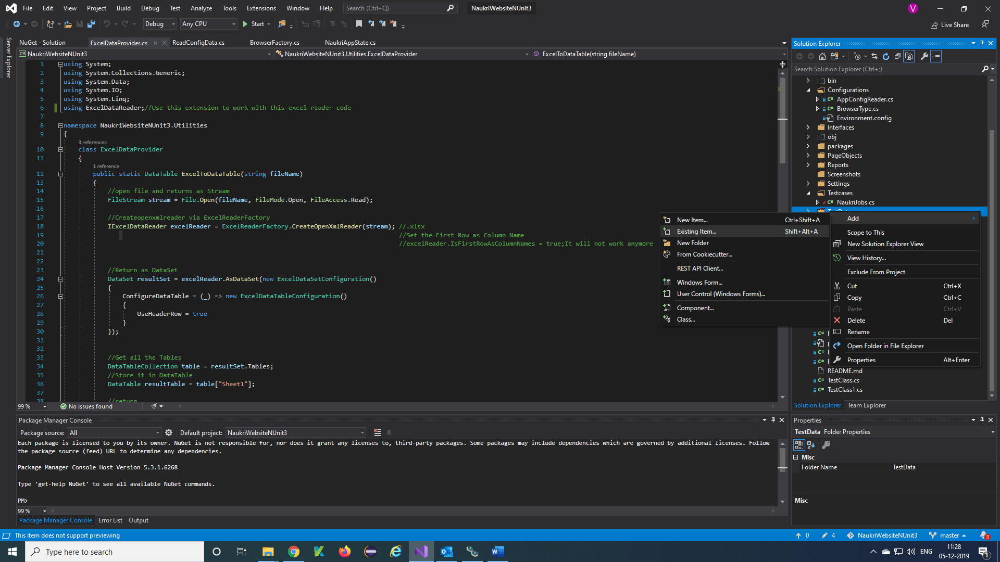 File Edit View Project Build Debug Test Analyze Tools Extensions Window Help Search (Ctrl+Q) NaukriWebsiteNUnit3
Debug Any CPU Start Live Share
Server Explorer
NuGet - Solution ExcelDataProvider.cs ReadConfigData.cs BrowserFactory.cs NaukriAppState.cs
NaukriWebsiteNUnit3 NaukriWebsiteNUnit3.Utilities.ExcelDataProvider ExcelToDataTable(string fileName)
1 using System;
2 using System.Collections.Generic;
3 using System.Data;
4 using System.IO;
5 using System.Linq;
6 using ExcelDataReader;//Use this extension to work with this excel reader code
7
8 namespace NaukriWebsiteNUnit3.Utilities
9 {
3 references
10 class ExcelDataProvider
11 {
1 reference
12 public static DataTable ExcelToDataTable(string fileName)
13 {
14 //open file and returns as Stream
15 FileStream stream = File.Open(fileName, FileMode.Open, FileAccess.Read);
16
17 //Createopenxmlreader via ExcelReaderFactory
18 IExcelDataReader excelReader = ExcelReaderFactory.CreateOpenXmlReader(stream); //.xlsx
19 //Set the First Row as Column Name
20 //excelReader.IsFirstRowAsColumnNames = true;It will not work anymore
21
22
23 //Return as DataSet
24 DataSet resultSet = excelReader.AsDataSet(new ExcelDataSetConfiguration()
25 {
26 ConfigureDataTable = (_) => new ExcelDataTableConfiguration()
27 {
28 UseHeaderRow = true
29 }
30 });
31
32
33 //Get all the Tables
34 DataTableCollection table = resultSet.Tables;
35 //Store it in DataTable
36 DataTable resultTable = table["Sheet1"];
37
38 //return
99 % No issues found
Package Manager Console
Package source: All Default project: NaukriWebsiteNUnit3
Each package is licensed to you by its owner. NuGet is not responsible for, nor does it grant any licenses to, third-party packages. Some packages may include dependencies which are governed by additional licenses. Follow
the package source (feed) URL to determine any dependencies.
Package Manager Console Host Version 5.3.1.6268
Type 'get-help NuGet' to see all available NuGet commands.
PM>
99 %
Package Manager Console Error List Output
Solution Explorer
Search Solution Explorer (Ctrl+;)
bin
Configurations
C# AppConfigReader.cs
C# BrowserType.cs
Environment.config
Interfaces
obj
packages
PageObjects
Reports
Screenshots
Settings
Testcases
C# NaukriJobs.cs
New Item... Ctrl+Shift+A
Existing Item... Shift+Alt+A
New Folder
From Cookiecutter...
REST API Client...
Windows Form...
User Control (Windows Forms)...
Component...
Class...
Add
Scope to This
New Solution Explorer View
View History...
Exclude From Project
Cut Ctrl+X
Copy Ctrl+C
Paste Ctrl+V
Delete Del
Rename
Open Folder in File Explorer
Properties Alt+Enter
README.md
C# TestClass.cs
C# TestClass1.cs
Solution Explorer Team Explorer
Properties
TestData Folder Properties
Misc
Folder Name TestData
Misc
This item does not support previewing 0 4 NaukriWebsiteNUnit3 master 3
Type here to search ENG 11:28
05-12-2019 1